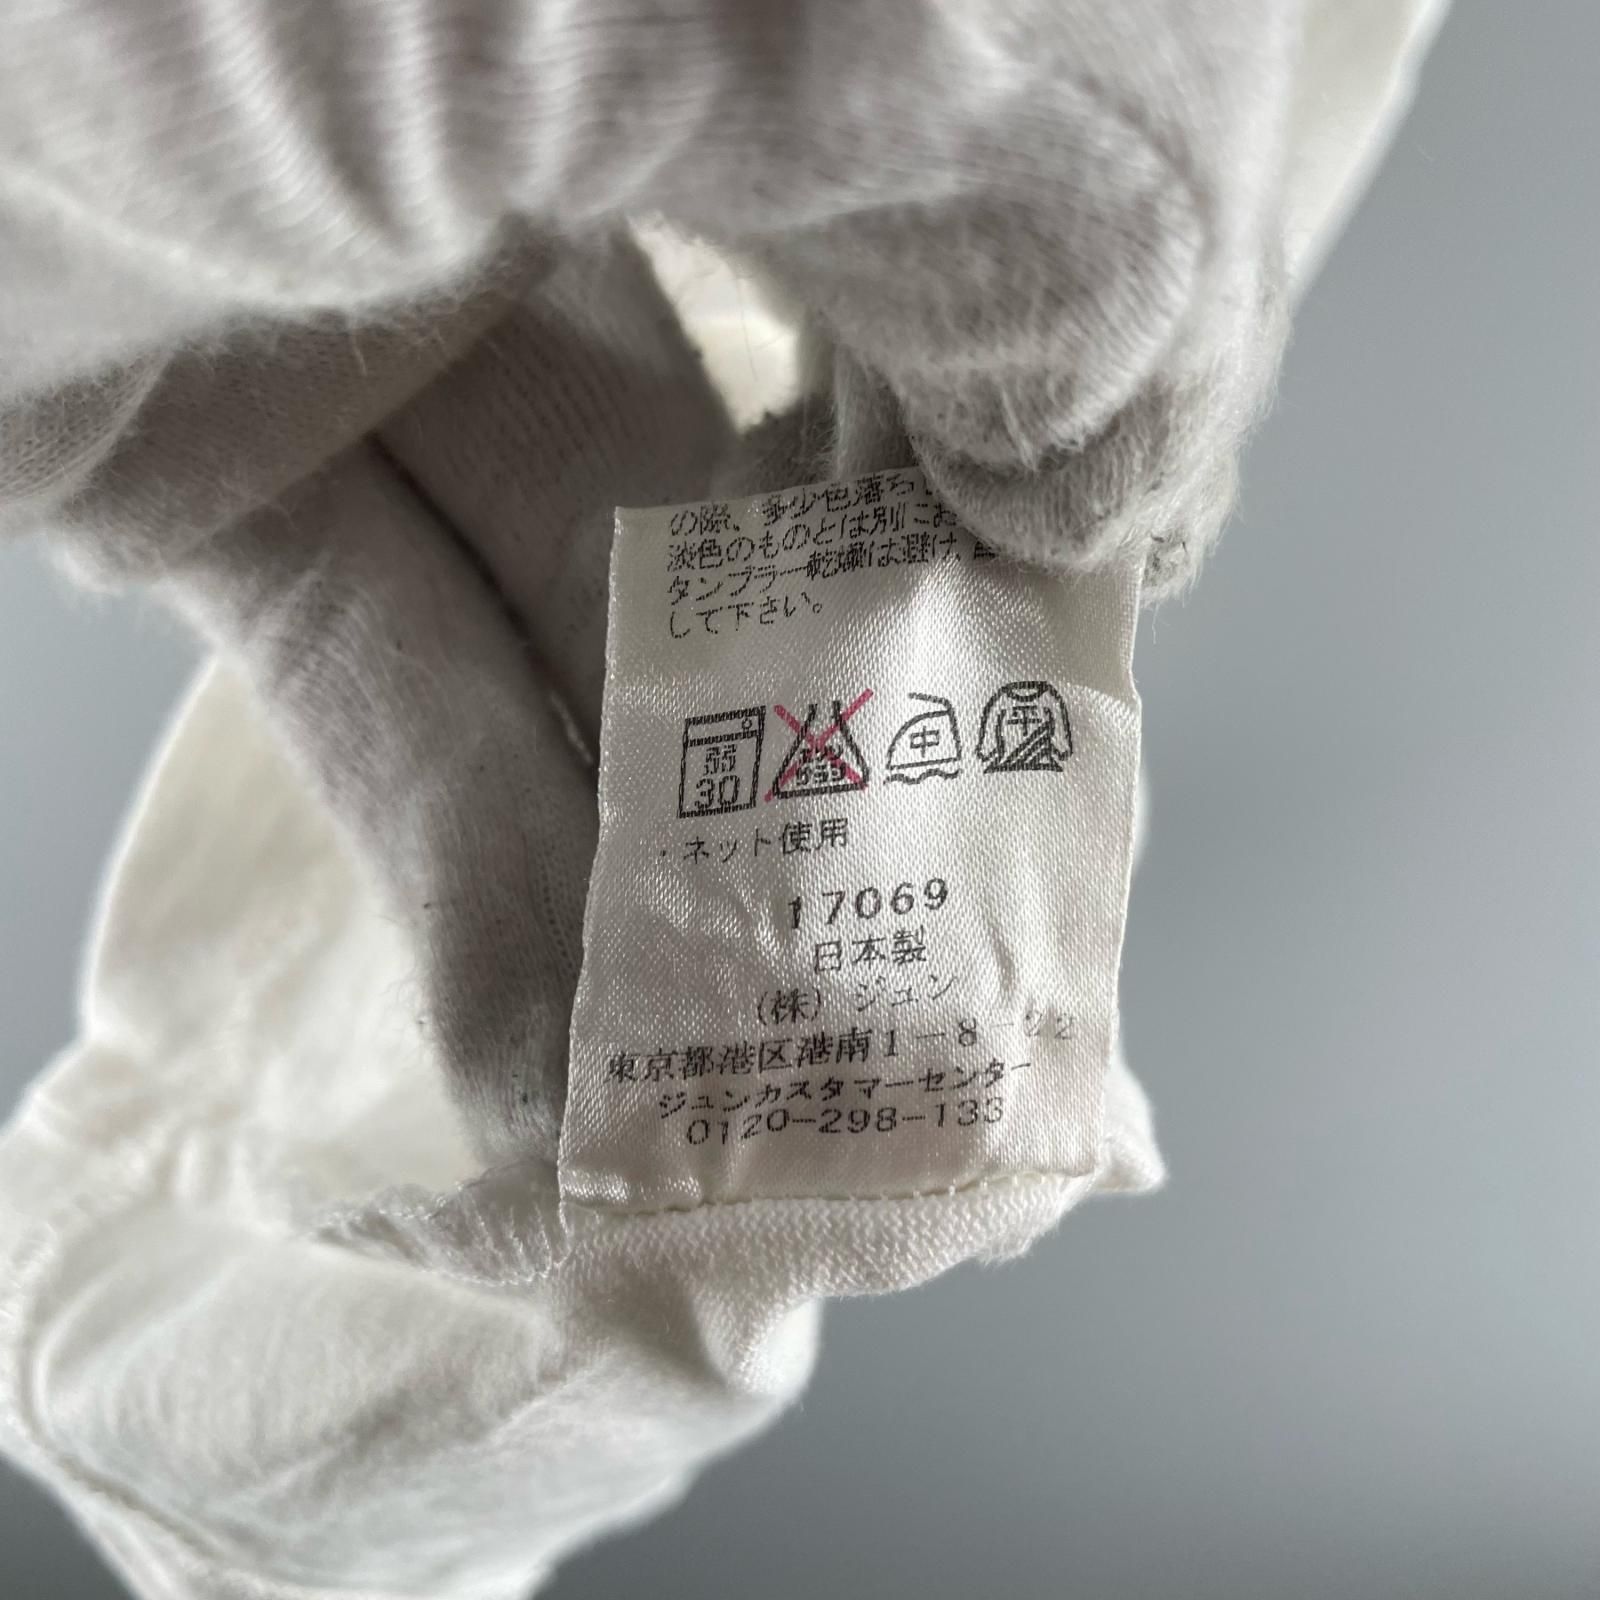 の際、多少色落ち
淡色のものとは別にお
タンブラー乾燥は避け、
して下さい。
弱
30
中
平
・ネット使用
17069
日本製
(株) ジュン
東京都港区港南1-8-22
ジュンカスタマーセンター
0120-298-133